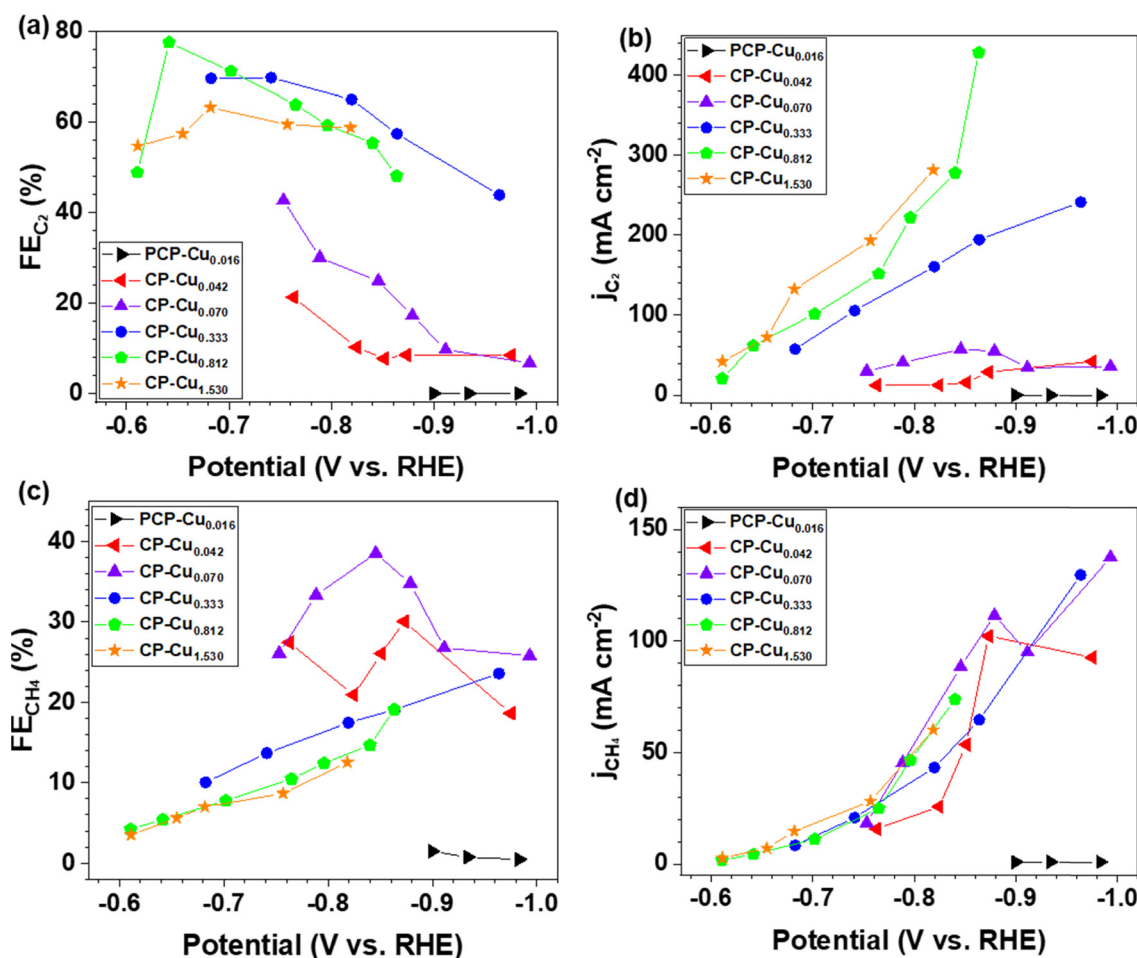 (a)
80
60
40
20
0
FE_C2 (%)
PCP-Cu0.016
CP-Cu0.042
CP-Cu0.070
CP-Cu0.333
CP-Cu0.812
CP-Cu1.530
-0.6 -0.7 -0.8 -0.9 -1.0
Potential (V vs. RHE)
(b)
400
300
200
100
0
j_C2 (mA cm-2)
PCP-Cu0.016
CP-Cu0.042
CP-Cu0.070
CP-Cu0.333
CP-Cu0.812
CP-Cu1.530
-0.6 -0.7 -0.8 -0.9 -1.0
Potential (V vs. RHE)
(c)
40
30
20
10
0
FE_CH4 (%)
PCP-Cu0.016
CP-Cu0.042
CP-Cu0.070
CP-Cu0.333
CP-Cu0.812
CP-Cu1.530
-0.6 -0.7 -0.8 -0.9 -1.0
Potential (V vs. RHE)
(d)
150
100
50
0
j_CH4 (mA cm-2)
PCP-Cu0.016
CP-Cu0.042
CP-Cu0.070
CP-Cu0.333
CP-Cu0.812
CP-Cu1.530
-0.6 -0.7 -0.8 -0.9 -1.0
Potential (V vs. RHE)